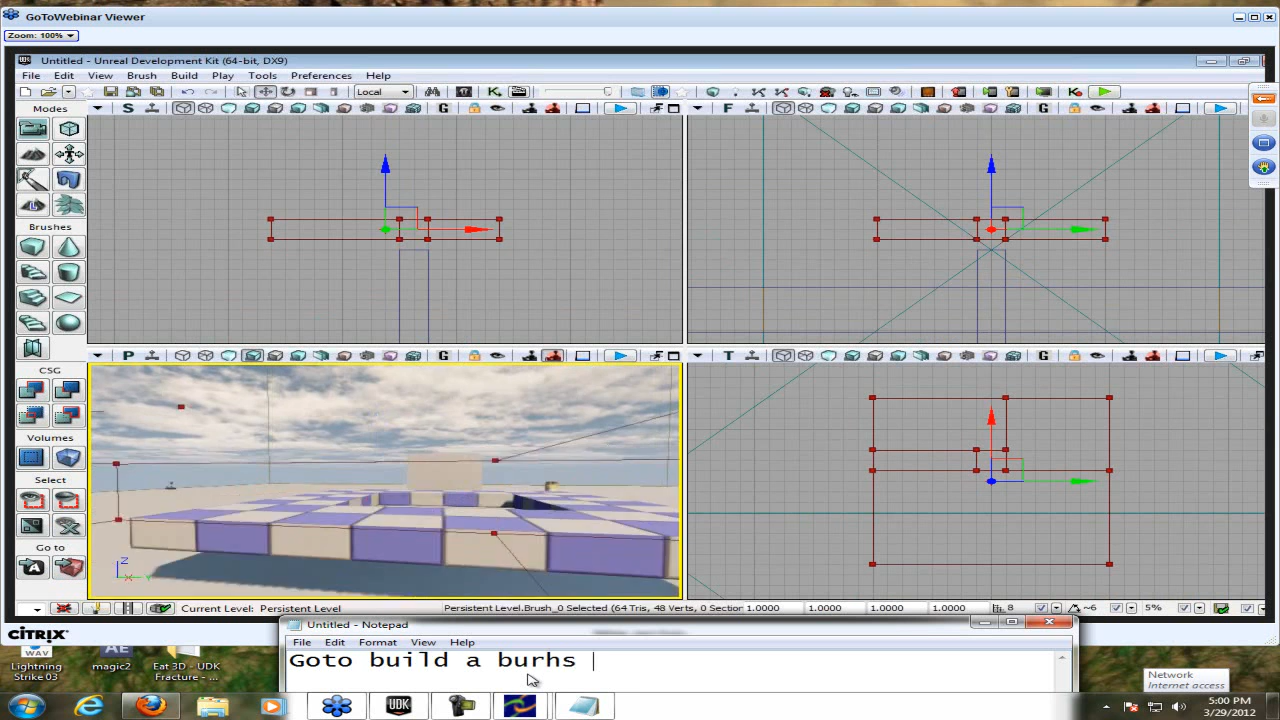 GoToWebinar Viewer
Zoom: 100%
Untitled - Unreal Development Kit (64-bit, DX9)
File Edit View Brush Build Play Tools Preferences Help
Local
Modes
S
G
F
G
Brushes
P
G
T
G
CSG
Volumes
Select
Go to
Z
Y
X
Current Level: Persistent Level
Persistent Level.Brush_0 Selected (64 Tris, 48 Verts, 0 Section
1.0000 1.0000 1.0000 1.0000
8
~6
5%
CITRIX
Untitled - Notepad
File Edit Format View Help
Goto build a burhs
WAV
Lightning Strike 03
magic2
Eat 3D - UDK Fracture - ...
Network
Internet access
UDK
5:00 PM
3/29/2012